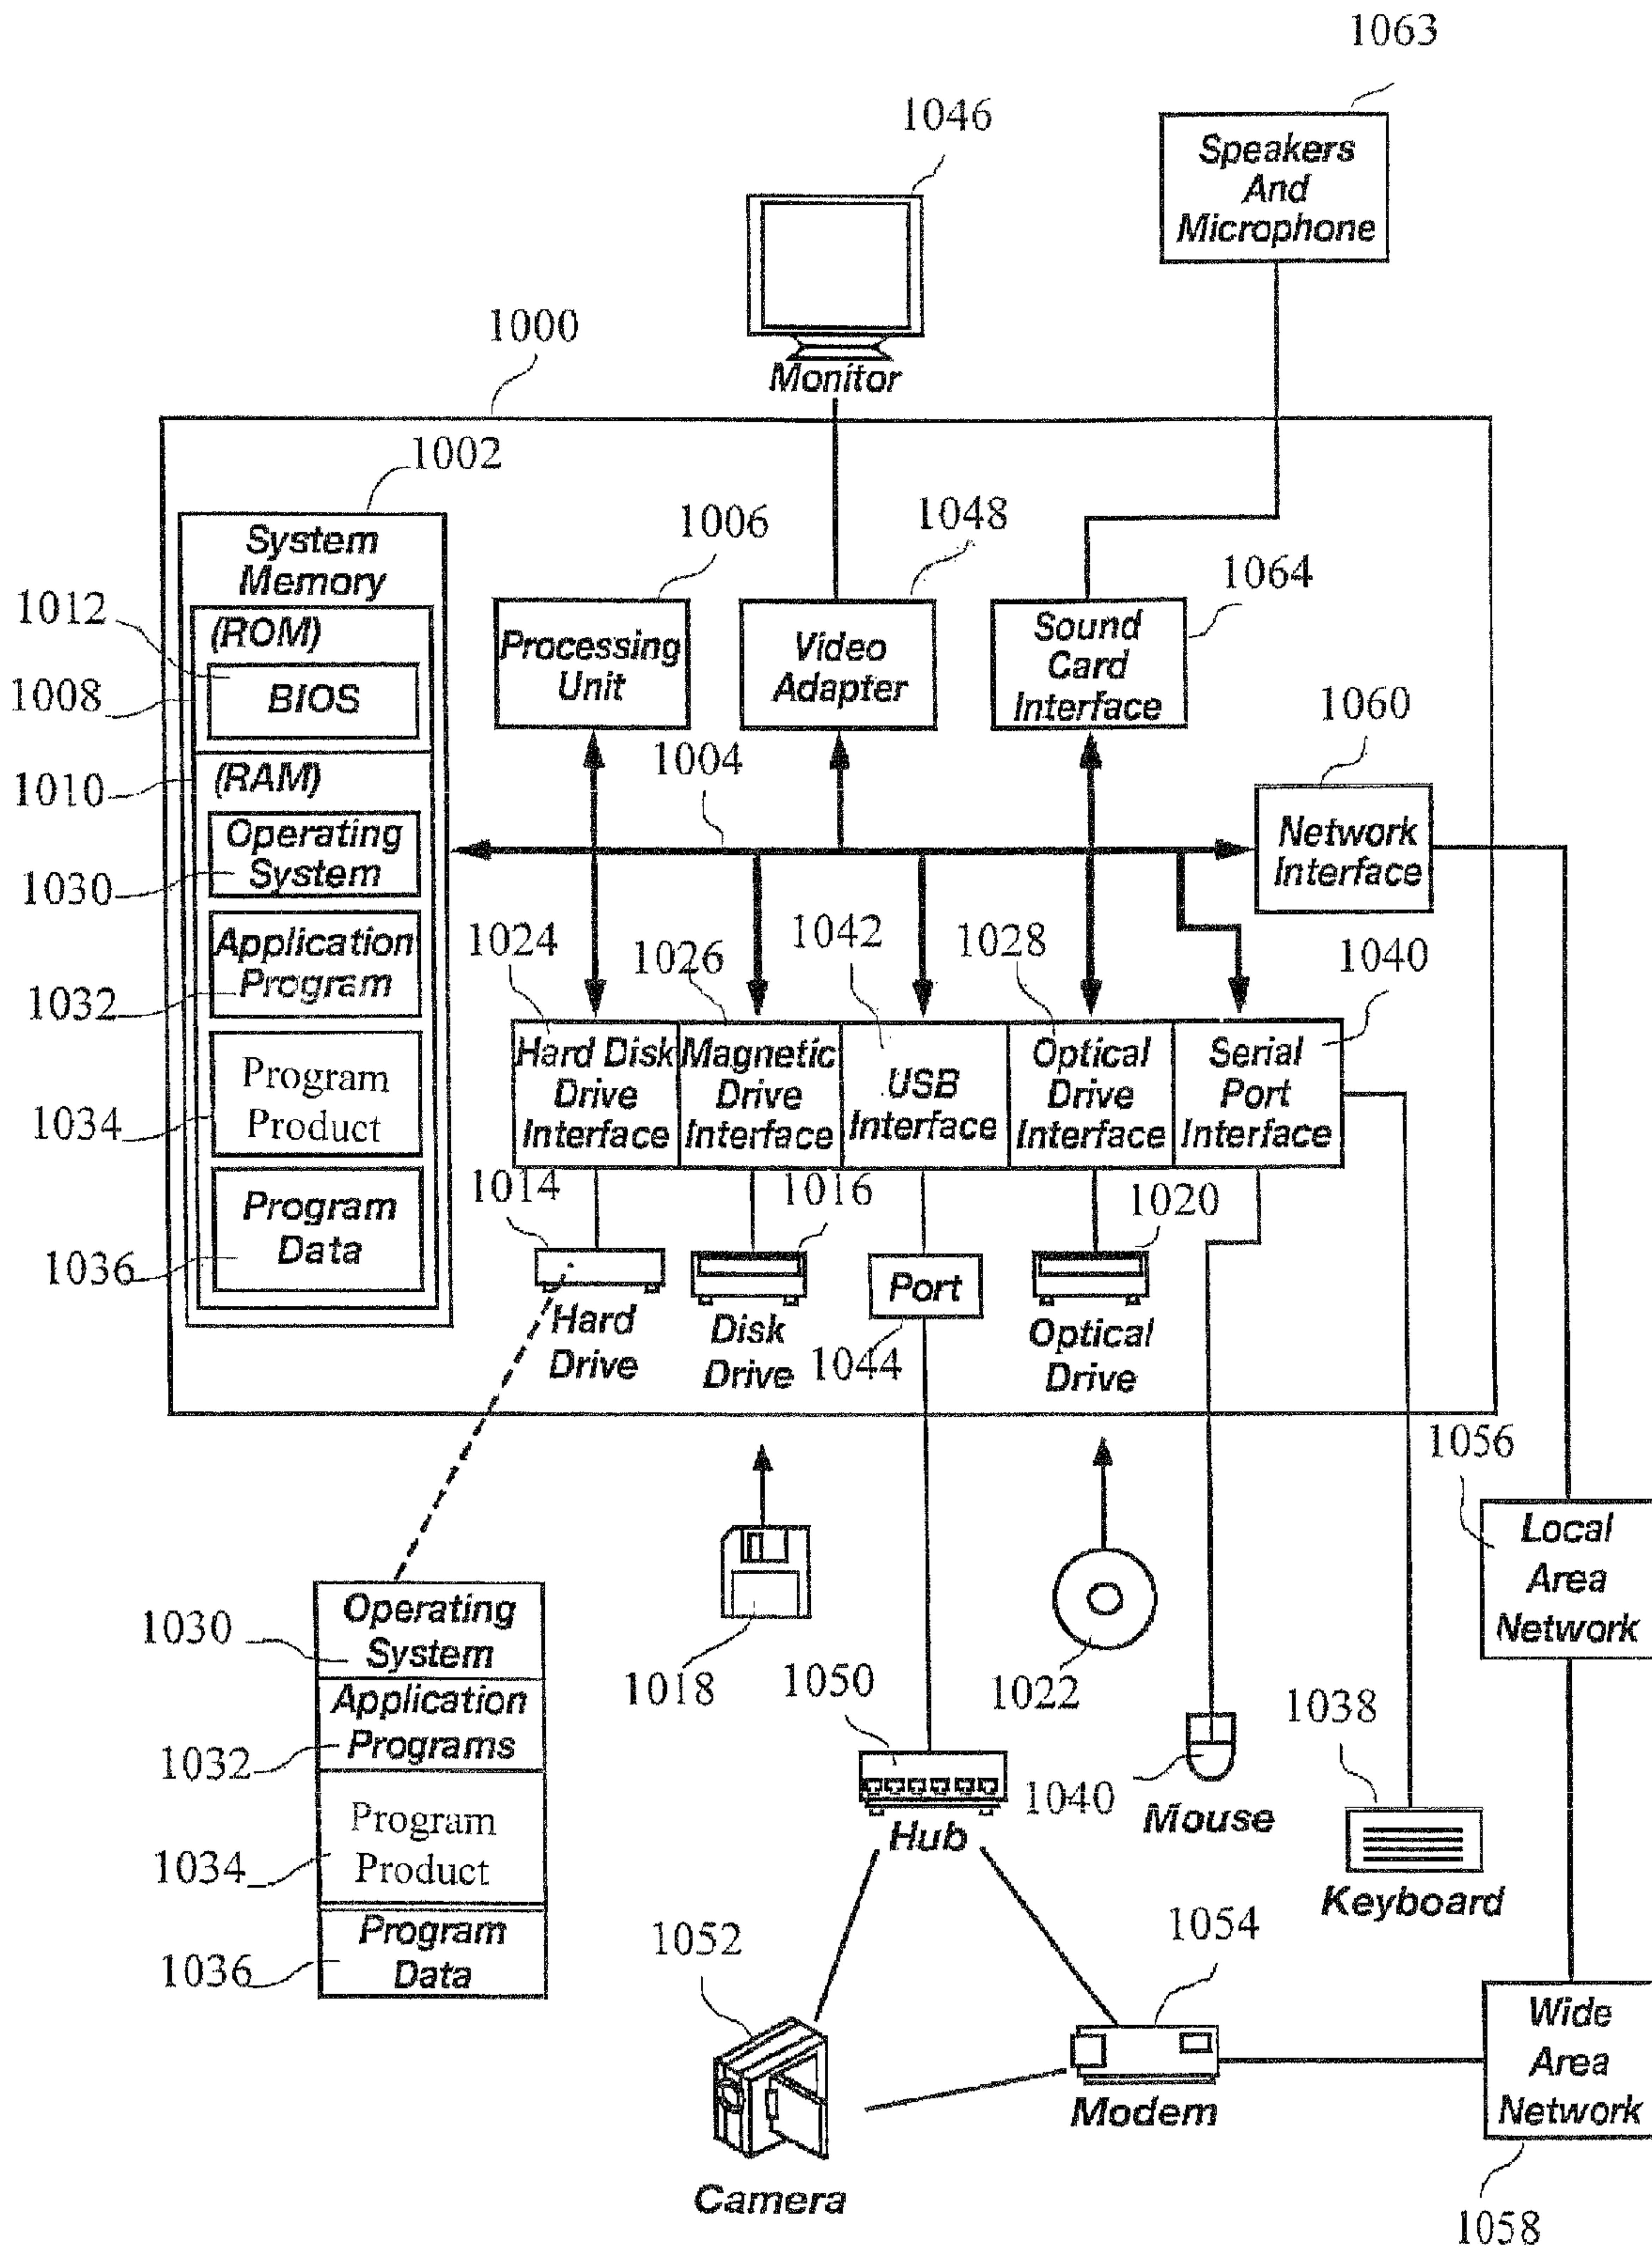 1063
1046
Speakers
And
Microphone
1000
Monitor
1002
System
Memory
1006
1048
1064
1012
(ROM)
1008
BIOS
Processing
Unit
Video
Adapter
Sound
Card
Interface
1060
1004
1010
(RAM)
Operating
System
1030
Network
Interface
Application
Program
1032
1024
1026
1042
1028
1040
Program
Product
1034
Hard Disk
Drive
Interface
Magnetic
Drive
Interface
USB
Interface
Optical
Drive
Interface
Serial
Port
Interface
1014
1016
1020
Program
Data
1036
Port
Hard
Drive
Disk
Drive
1044
Optical
Drive
1056
Local
Area
Network
Operating
System
1030
1018
1050
1022
1038
Application
Programs
1032
1040
Mouse
Hub
Program
Product
1034
Keyboard
Program
Data
1036
1052
1054
Wide
Area
Network
Modem
Camera
1058